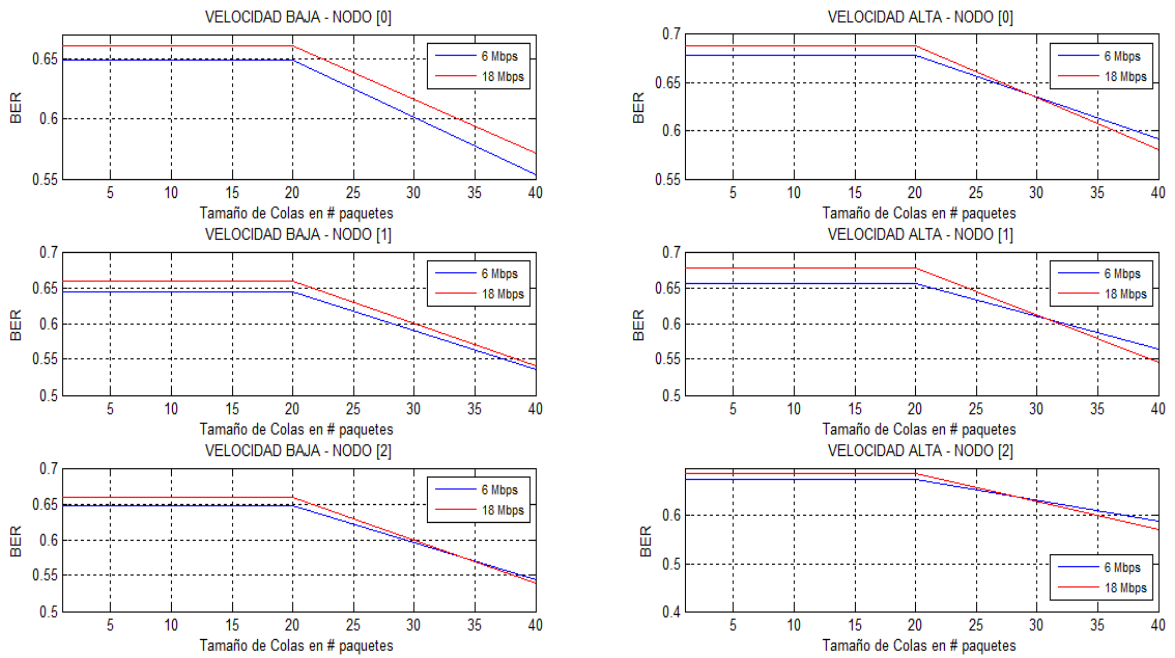 VELOCIDAD BAJA - NODO [0]
BER
0.65
0.6
0.55
6 Mbps
18 Mbps
5 10 15 20 25 30 35 40
Tamaño de Colas en # paquetes
VELOCIDAD ALTA - NODO [0]
BER
0.7
0.65
0.6
0.55
6 Mbps
18 Mbps
5 10 15 20 25 30 35 40
Tamaño de Colas en # paquetes
VELOCIDAD BAJA - NODO [1]
BER
0.7
0.65
0.6
0.55
0.5
6 Mbps
18 Mbps
5 10 15 20 25 30 35 40
Tamaño de Colas en # paquetes
VELOCIDAD ALTA - NODO [1]
BER
0.7
0.65
0.6
0.55
0.5
6 Mbps
18 Mbps
5 10 15 20 25 30 35 40
Tamaño de Colas en # paquetes
VELOCIDAD BAJA - NODO [2]
BER
0.7
0.65
0.6
0.55
0.5
6 Mbps
18 Mbps
5 10 15 20 25 30 35 40
Tamaño de Colas en # paquetes
VELOCIDAD ALTA - NODO [2]
BER
0.6
0.5
0.4
6 Mbps
18 Mbps
5 10 15 20 25 30 35 40
Tamaño de Colas en # paquetes